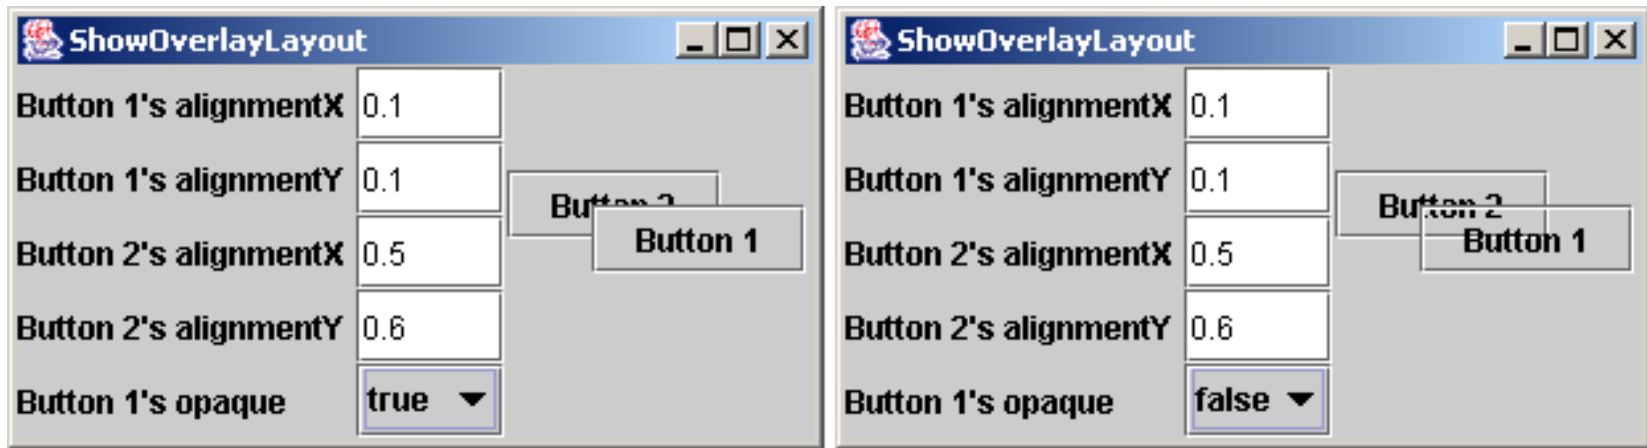 ShowOverlayLayout
Button 1's alignmentX 0.1
Button 1's alignmentY 0.1
Button 2
Button 1
Button 2's alignmentX 0.5
Button 2's alignmentY 0.6
Button 1's opaque true
ShowOverlayLayout
Button 1's alignmentX 0.1
Button 1's alignmentY 0.1
Button 2
Button 1
Button 2's alignmentX 0.5
Button 2's alignmentY 0.6
Button 1's opaque false